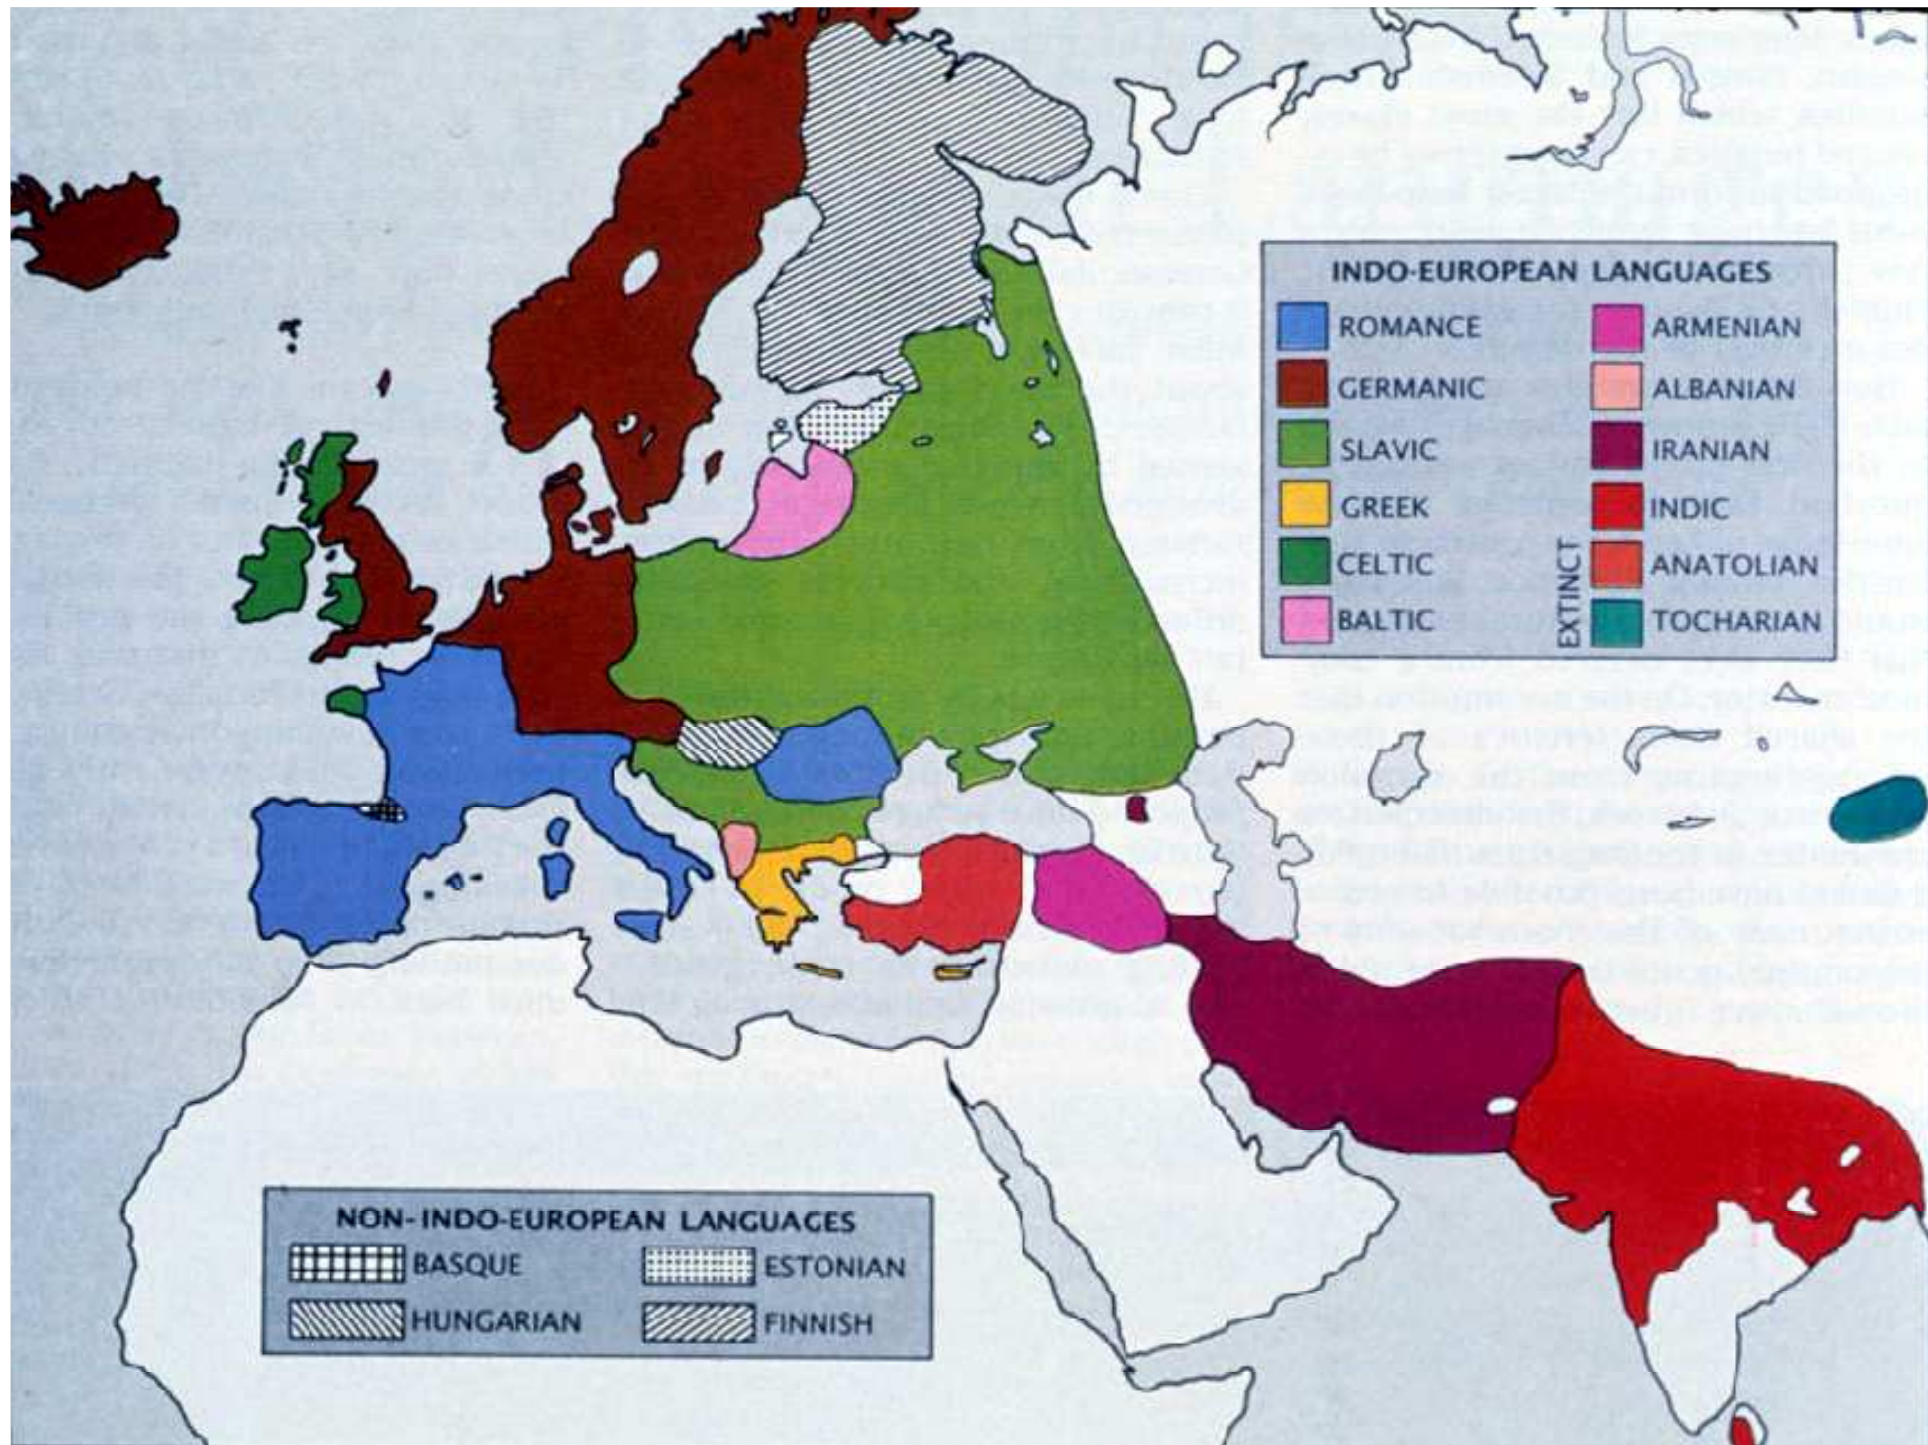 INDO-EUROPEAN LANGUAGES
ROMANCE
GERMANIC
SLAVIC
GREEK
CELTIC
BALTIC
ARMENIAN
ALBANIAN
IRANIAN
INDIC
EXTINCT
ANATOLIAN
TOCHARIAN
NON-INDO-EUROPEAN LANGUAGES
BASQUE
HUNGARIAN
ESTONIAN
FINNISH